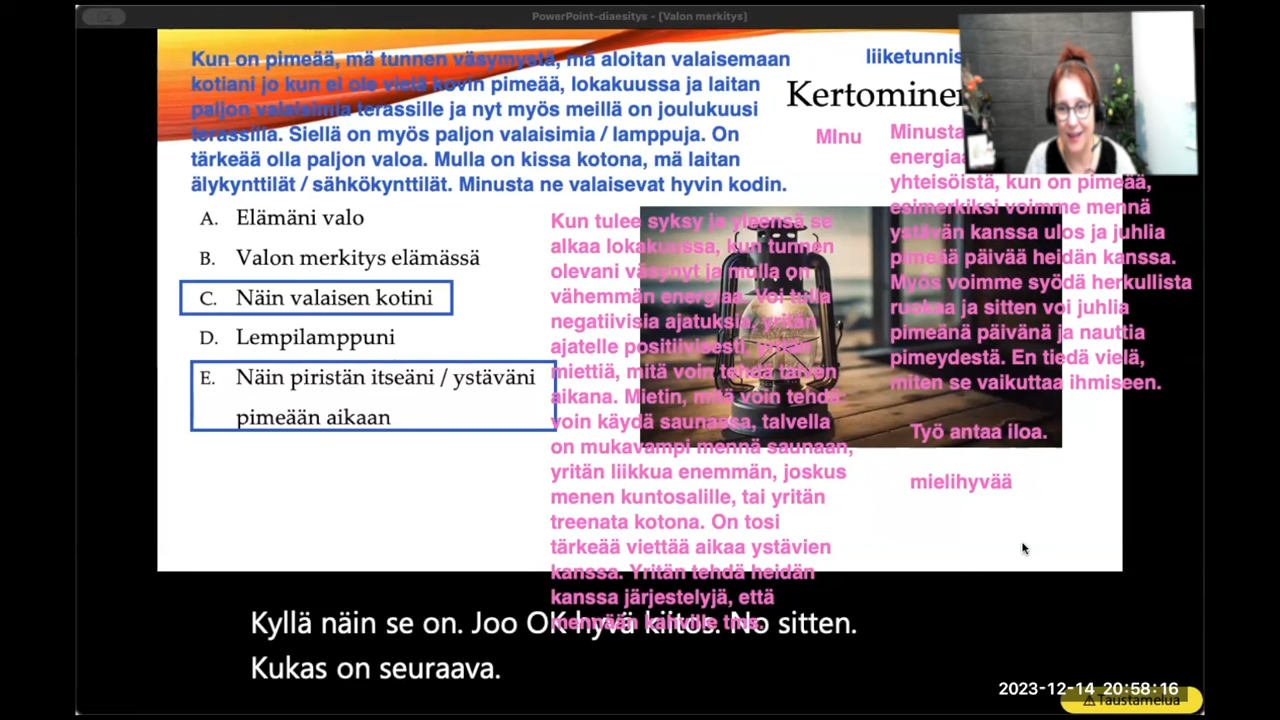 PowerPoint-diaesitys - [Valon merkitys]
Kun on pimeää, mä tunnen väsymystä, mä aloitan valaisemaan
kotiani jo kun ei ole vielä kovin pimeää, lokakuussa ja laitan
paljon valaisimia terassille ja nyt myös meillä on joulukuusi
terassilla. Siellä on myös paljon valaisimia / lamppuja. On
tärkeää olla paljon valoa. Mulla on kissa kotona, mä laitan
älykynttilät / sähkökynttilät. Minusta ne valaisevat hyvin kodin.
liiketunnis
Kertominen
MInu
A. Elämäni valo
B. Valon merkitys elämässä
C. Näin valaisen kotini
D. Lempilamppuni
E. Näin piristän itseäni / ystäväni
pimeään aikaan
Kun tulee syksy ja yleensä se
alkaa lokakuussa, kun tunnen
olevani väsynyt ja mulla on
vähemmän energiaa. Voi tulla
negatiivisia ajatuksia, yritän
ajatelle positiivisesti, yritän
miettiä, mitä voin tehdä talven
aikana. Mietin, mitä voin tehdä:
voin käydä saunassa, talvella
on mukavampi mennä saunaan,
yritän liikkua enemmän, joskus
menen kuntosalille, tai yritän
treenata kotona. On tosi
tärkeää viettää aikaa ystävien
kanssa. Yritän tehdä heidän
kanssa järjestelyjä, että
mennään kahville tms.
Minusta
energiaa
yhteisöistä, kun on pimeää,
esimerkiksi voimme mennä
ystävän kanssa ulos ja juhlia
pimeää päivää heidän kanssa.
Myös voimme syödä herkullista
ruokaa ja sitten voi juhlia
pimeänä päivänä ja nauttia
pimeydestä. En tiedä vielä,
miten se vaikuttaa ihmiseen.
Työ antaa iloa.
mielihyvää
Kyllä näin se on. Joo OK hyvä kiitos. No sitten.
Kukas on seuraava.
2023-12-14 20:58:16
Taustamelua